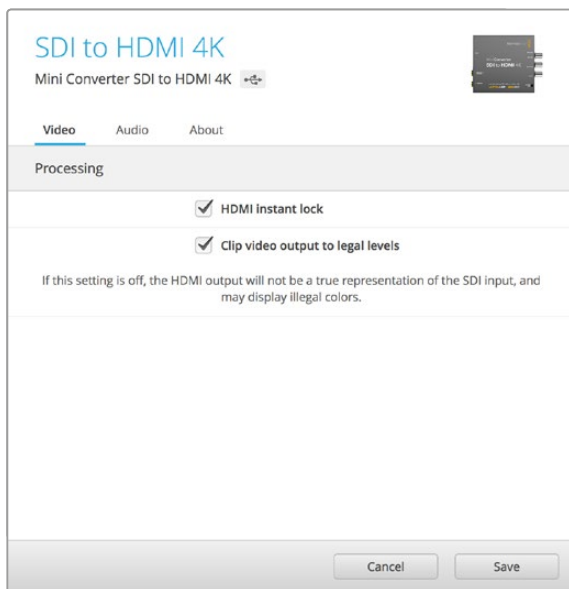 SDI to HDMI 4K
Mini Converter SDI to HDMI 4K
Video Audio About
Processing
HDMI instant lock
Clip video output to legal levels
If this setting is off, the HDMI output will not be a true representation of the SDI input, and
may display illegal colors.
Cancel Save